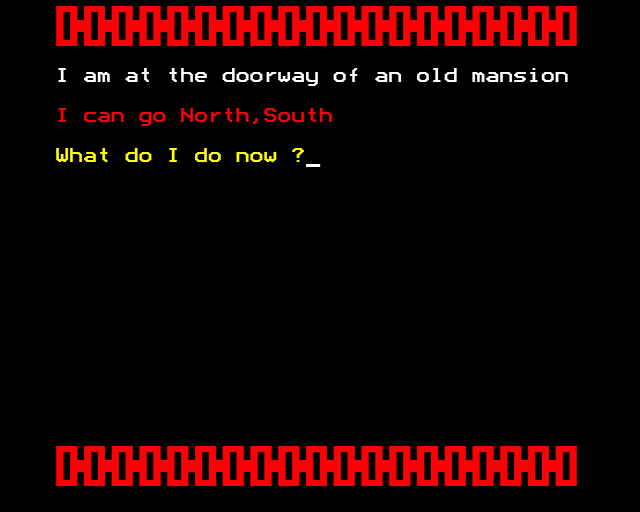 I am at the doorway of an old mansion
I can go North,South
What do I do now ?_